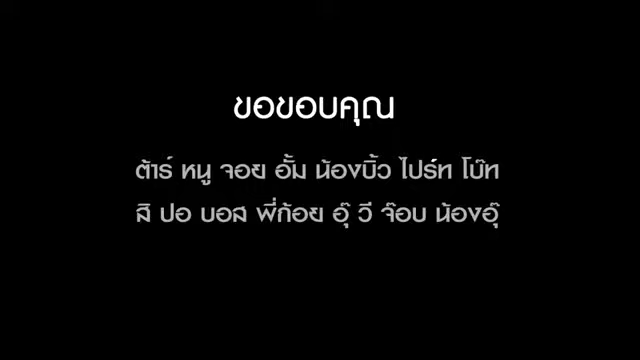 ขอขอบคุณ
ต้าร์ หนู จอย อั้ม น้องบิ้ว ไปร์ท โบ๊ท
สิ ปอ บอส พี่ก้อย อุ๊ วี จ๊อบ น้องอุ๊